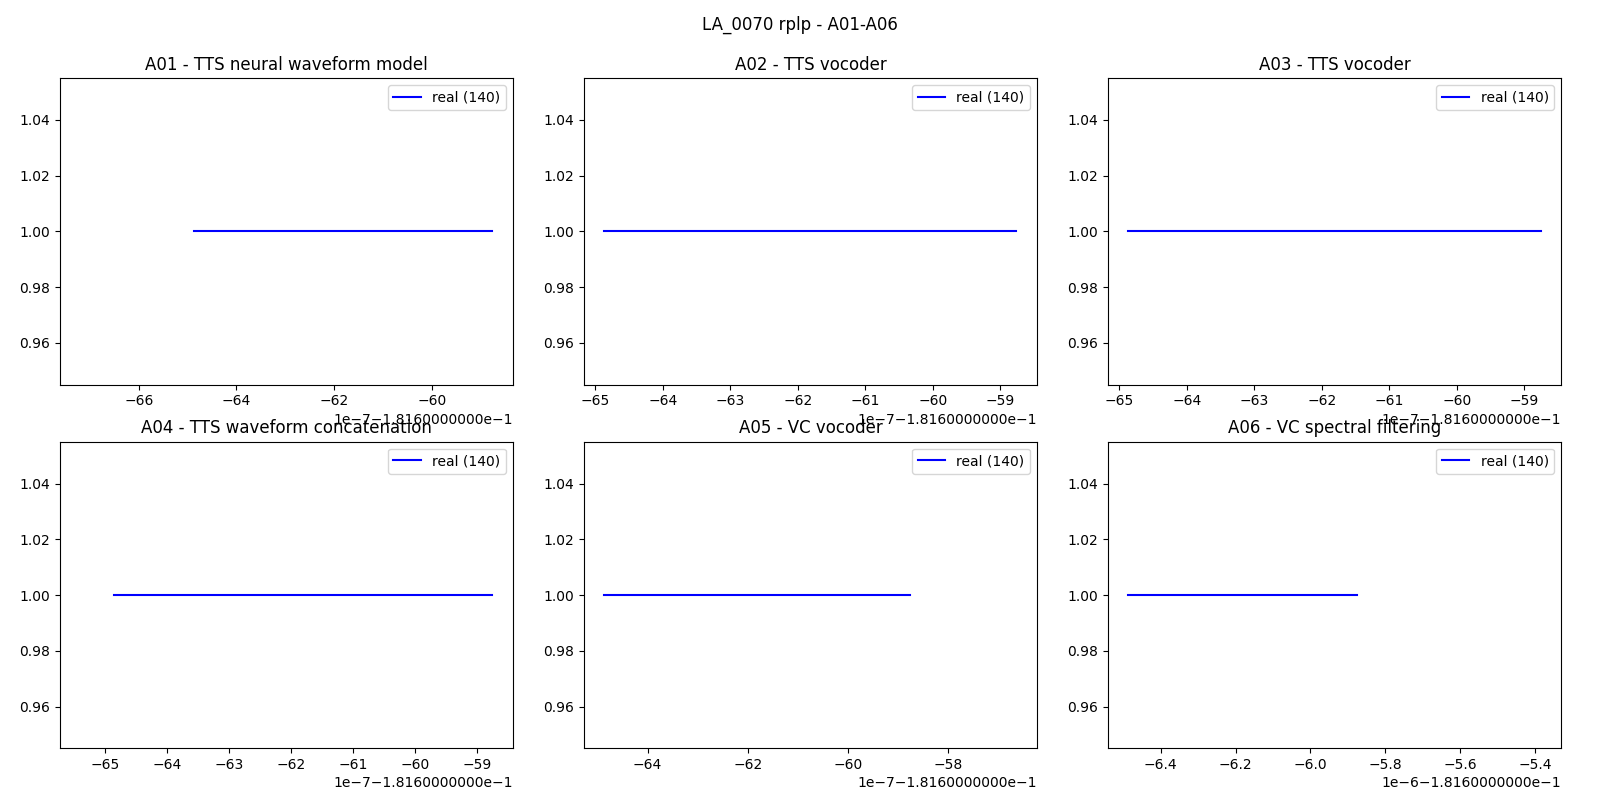 LA_0070 rplp - A01-A06
A01 - TTS neural waveform model
real (140)
1.04
1.02
1.00
0.98
0.96
−66 −64 −62 −60
1e−7−1.8160000000e−1
A02 - TTS vocoder
real (140)
1.04
1.02
1.00
0.98
0.96
−65 −64 −63 −62 −61 −60 −59
1e−7−1.8160000000e−1
A03 - TTS vocoder
real (140)
1.04
1.02
1.00
0.98
0.96
−65 −64 −63 −62 −61 −60 −59
1e−7−1.8160000000e−1
A04 - TTS waveform concatenation
real (140)
1.04
1.02
1.00
0.98
0.96
−65 −64 −63 −62 −61 −60 −59
1e−7−1.8160000000e−1
A05 - VC vocoder
real (140)
1.04
1.02
1.00
0.98
0.96
−64 −62 −60 −58
1e−7−1.8160000000e−1
A06 - VC spectral filtering
real (140)
1.04
1.02
1.00
0.98
0.96
−6.4 −6.2 −6.0 −5.8 −5.6 −5.4
1e−6−1.8160000000e−1